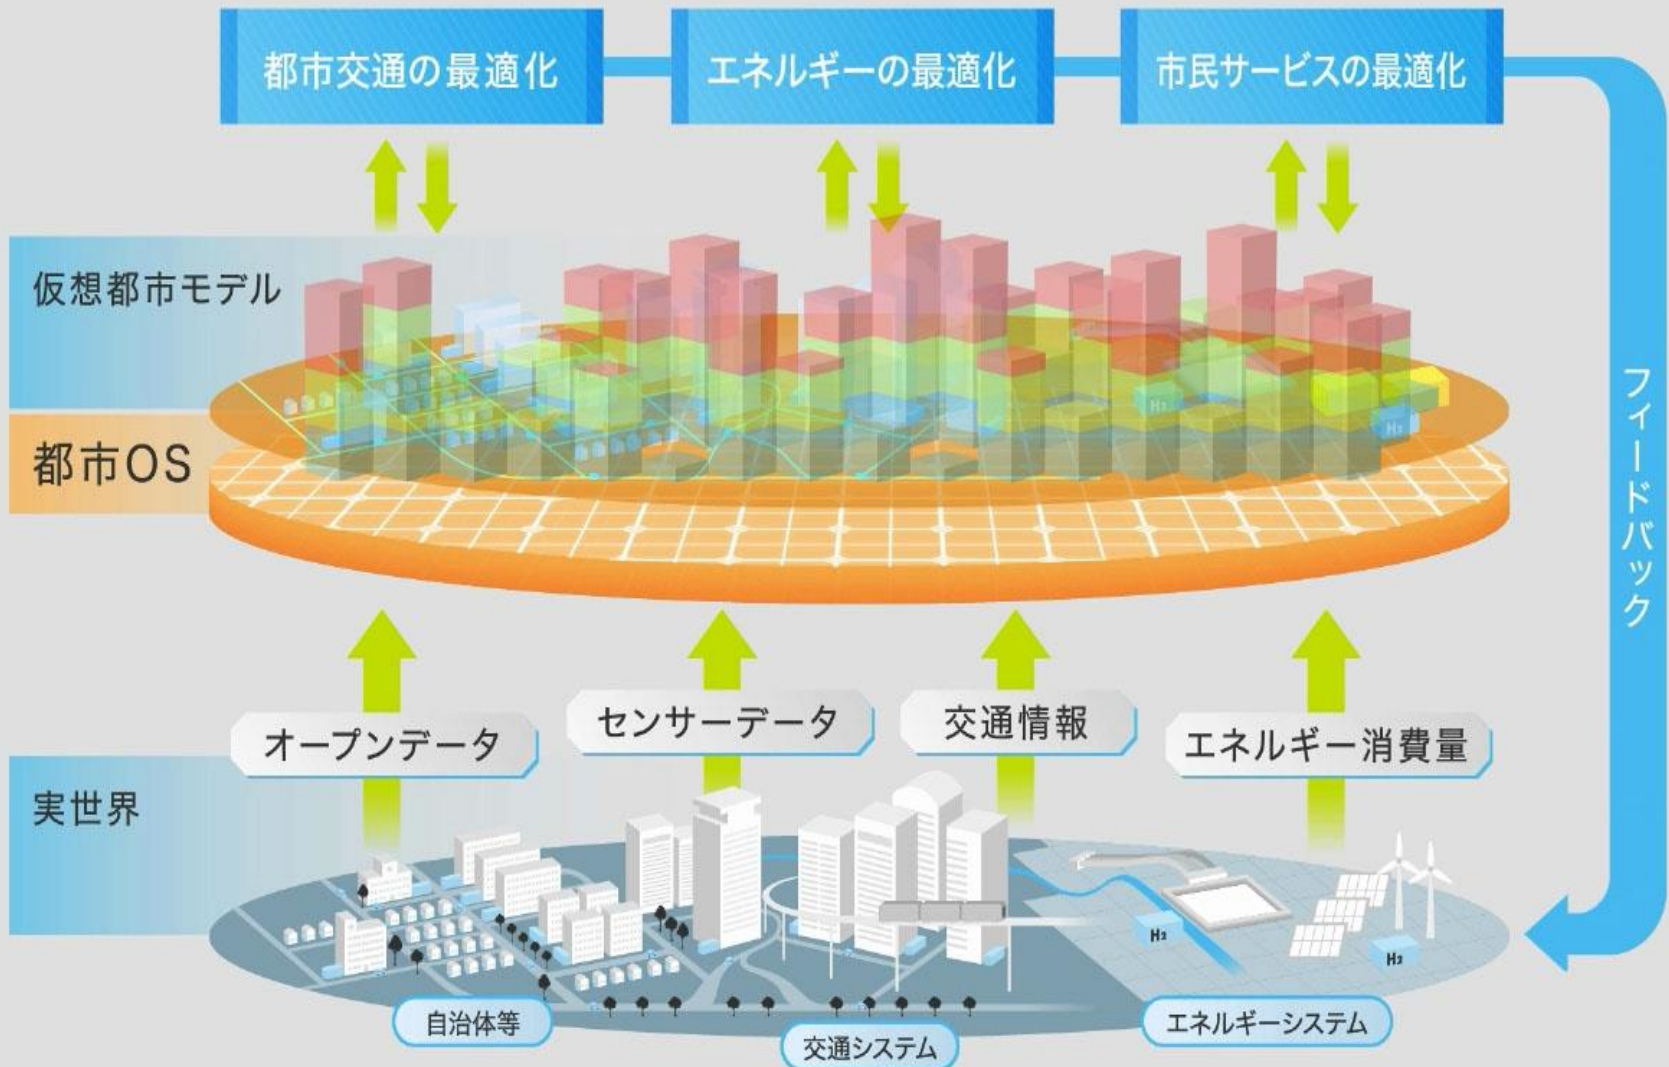 都市交通の最適化
エネルギーの最適化
市民サービスの最適化
仮想都市モデル
都市OS
フィードバック
オープンデータ
センサーデータ
交通情報
エネルギー消費量
実世界
自治体等
交通システム
エネルギーシステム
H₂
H₂
H₂
H₂